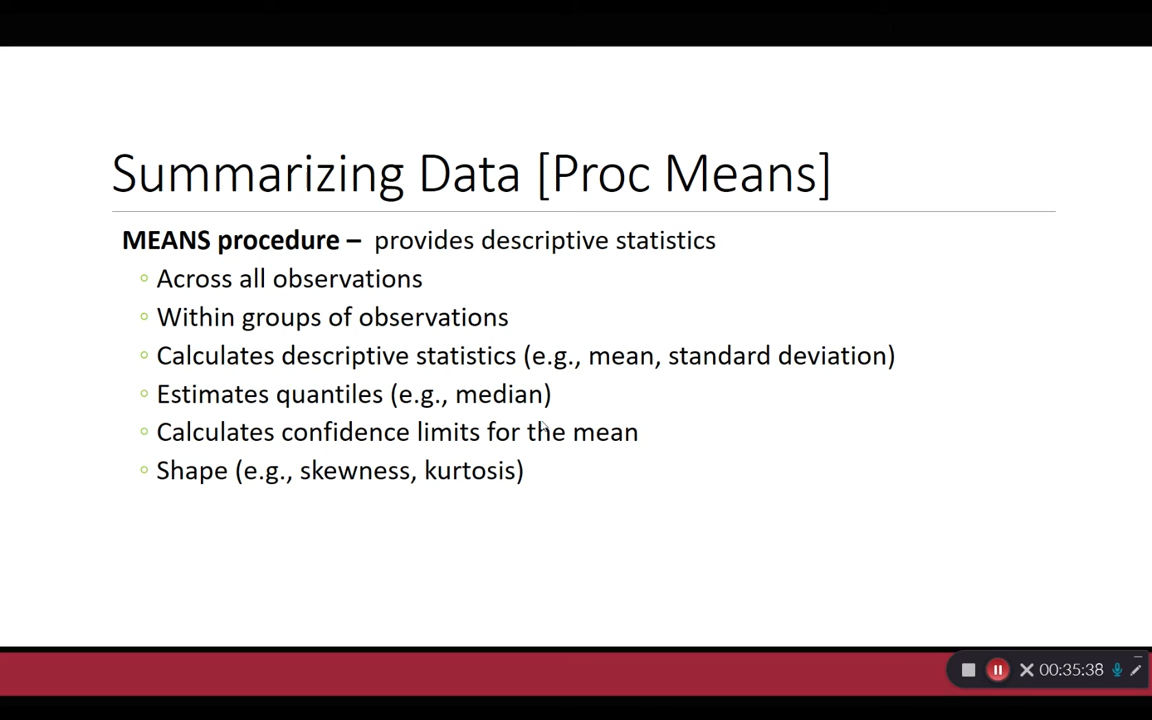 Summarizing Data [Proc Means]
MEANS procedure – provides descriptive statistics
Across all observations
Within groups of observations
Calculates descriptive statistics (e.g., mean, standard deviation)
Estimates quantiles (e.g., median)
Calculates confidence limits for the mean
Shape (e.g., skewness, kurtosis)
00:35:38